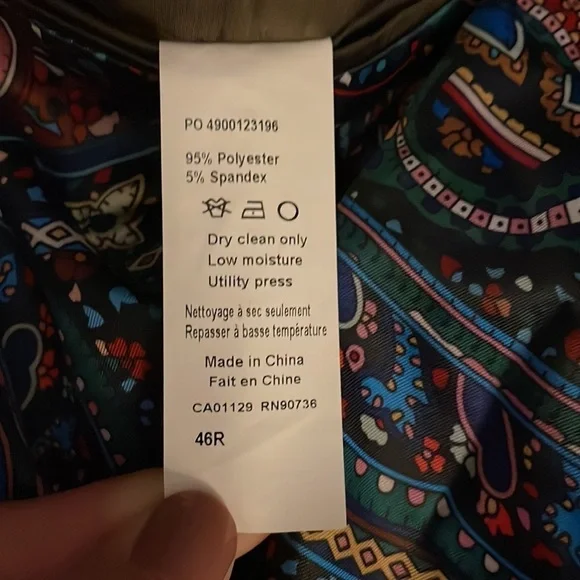 PO 4900123196
95% Polyester
5% Spandex
Dry clean only
Low moisture
Utility press
Nettoyage à sec seulement
Repasser à basse température
Made in China
Fait en Chine
CA01129 RN90736
46R